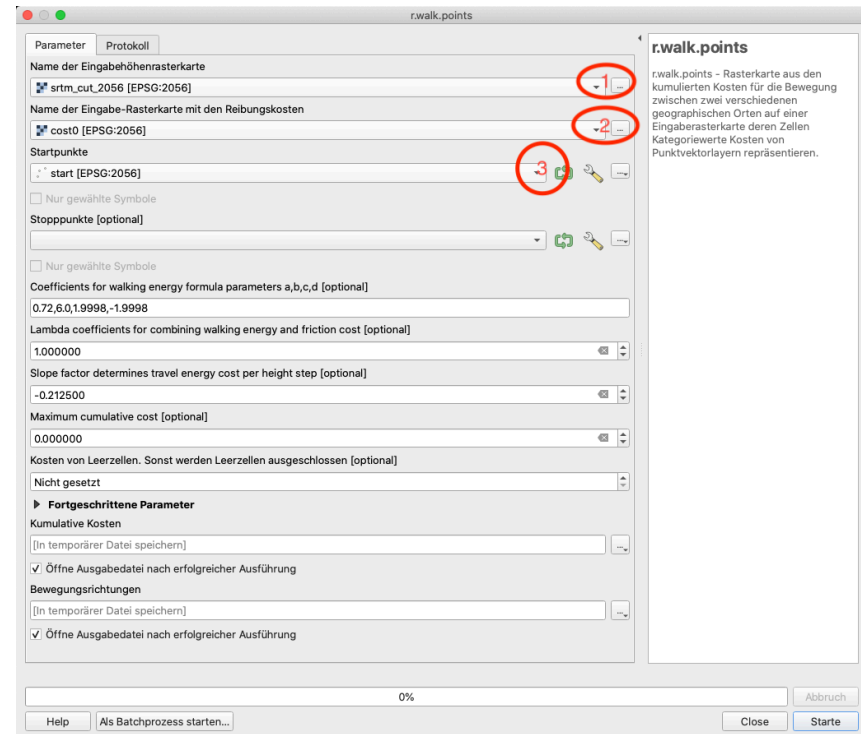 r.walk.points
Parameter
Protokoll
Name der Eingabehöhenrasterkarte
srtm_cut_2056 [EPSG:2056]
1
...
Name der Eingabe-Rasterkarte mit den Reibungskosten
cost0 [EPSG:2056]
2
...
Startpunkte
start [EPSG:2056]
3
...
Nur gewählte Symbole
Stopppunkte [optional]
...
Nur gewählte Symbole
Coefficients for walking energy formula parameters a,b,c,d [optional]
0.72,6.0,1.9998,-1.9998
Lambda coefficients for combining walking energy and friction cost [optional]
1.000000
Slope factor determines travel energy cost per height step [optional]
-0.212500
Maximum cumulative cost [optional]
0.000000
Kosten von Leerzellen. Sonst werden Leerzellen ausgeschlossen [optional]
Nicht gesetzt
Fortgeschrittene Parameter
Kumulative Kosten
[In temporärer Datei speichern]
...
Öffne Ausgabedatei nach erfolgreicher Ausführung
Bewegungsrichtungen
[In temporärer Datei speichern]
...
Öffne Ausgabedatei nach erfolgreicher Ausführung
r.walk.points
r.walk.points - Rasterkarte aus den
kumulierten Kosten für die Bewegung
zwischen zwei verschiedenen
geographischen Orten auf einer
Eingaberasterkarte deren Zellen
Kategoriewerte Kosten von
Punktvektorlayern repräsentieren.
0%
Abbruch
Help
Als Batchprozess starten...
Close
Starte